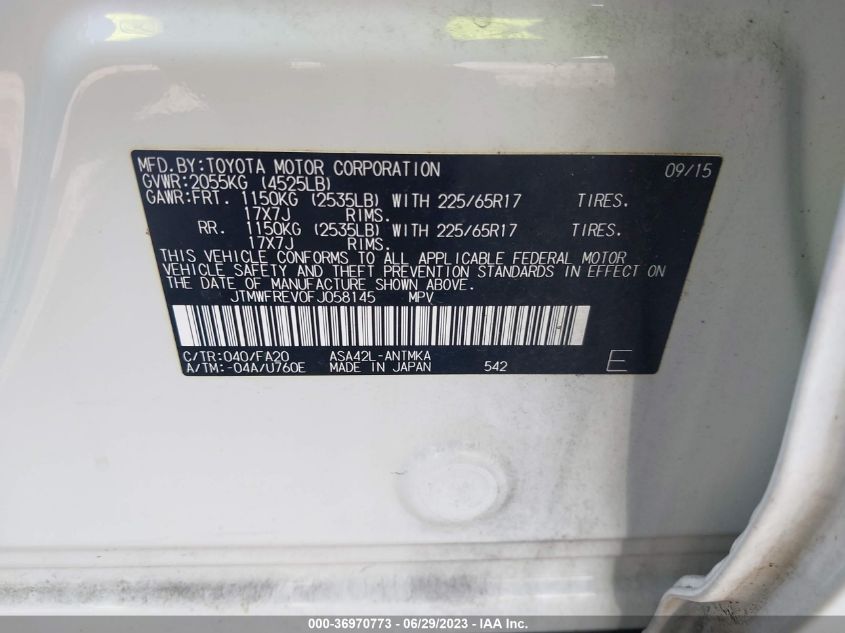 MFD.BY:TOYOTA MOTOR CORPORATION 09/15
GVWR:2055KG (4525LB)
GAWR:FRT. 1150KG (2535LB) WITH 225/65R17 TIRES.
17X7J RIMS.
RR. 1150KG (2535LB) WITH 225/65R17 TIRES.
17X7J RIMS.
THIS VEHICLE CONFORMS TO ALL APPLICABLE FEDERAL MOTOR
VEHICLE SAFETY AND THEFT PREVENTION STANDARDS IN EFFECT ON
THE DATE OF MANUFACTURE SHOWN ABOVE.
JTMWFREV0FJ058145 MPV
C/TR:040/FA20 ASA42L-ANTMKA
A/TM:-04A/U760E MADE IN JAPAN 542 E
000-36970773 - 06/29/2023 - IAA Inc.